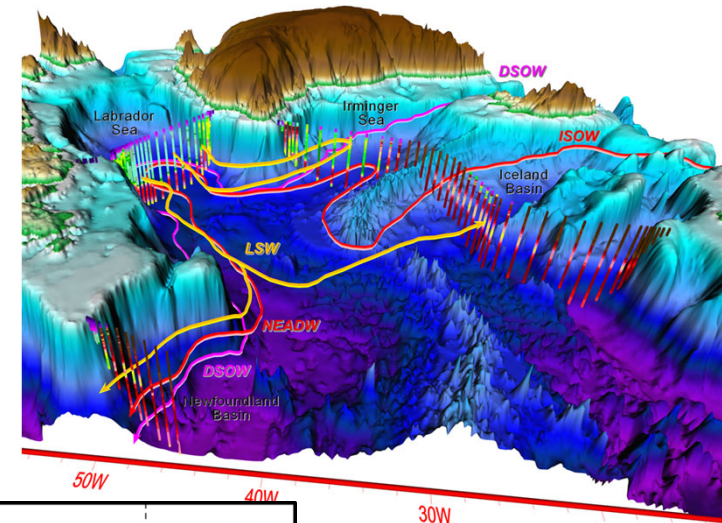 DSOW
Labrador
Sea
Irminger
Sea
ISOW
Iceland
Basin
LSW
NEADW
DSOW
Newfoundland
Basin
50W
40W
30W